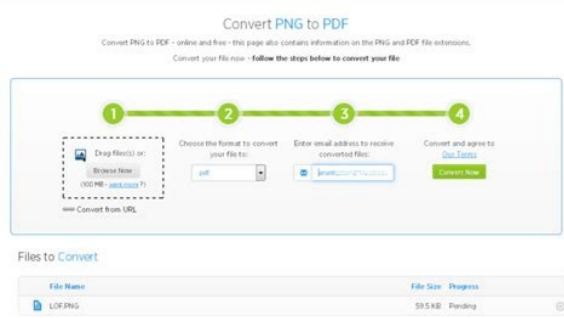 Convert PNG to PDF
Convert PNG to PDF - online and free - this page also contains information on the PNG and PDF file extensions.
Convert your file now - follow the steps below to convert your file
1
2
3
4
Drag files(s) or:
Browse Now
(100 MB - want more ?)
Convert from URL
Choose the format to convert
your file to:
pdf
Enter email address to receive
converted files:
Convert and agree to
Our Terms
Convert Now
Files to Convert
File Name File Size Progress
LOF.PNG 59.5 KB Pending